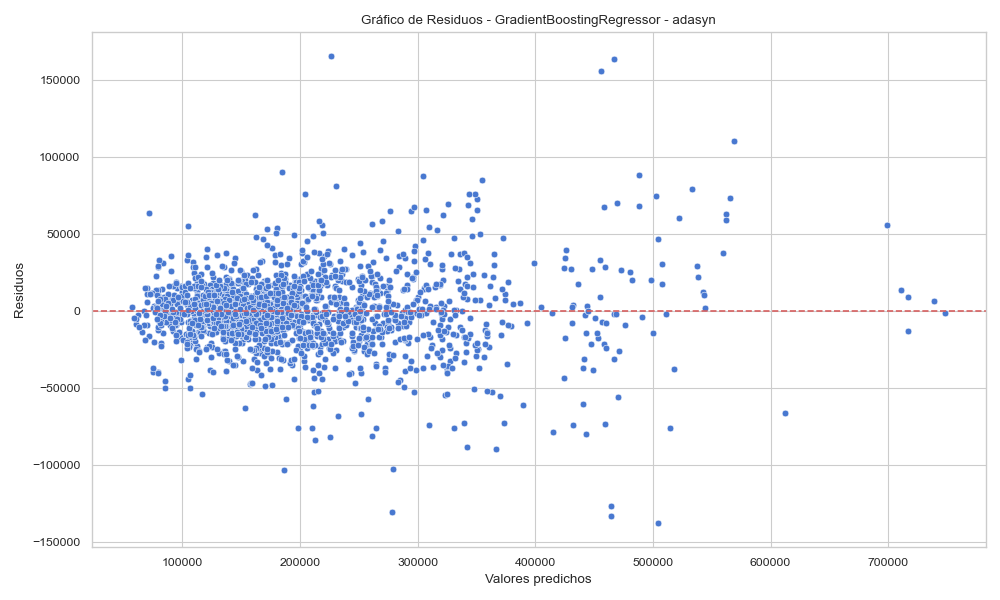 Gráfico de Residuos - GradientBoostingRegressor - adasyn
150000
100000
50000
0
−50000
−100000
−150000
Residuos
100000 200000 300000 400000 500000 600000 700000
Valores predichos